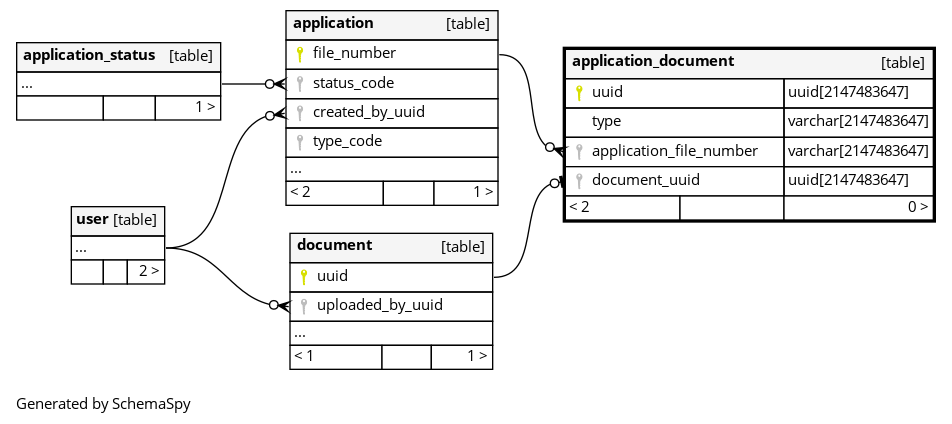 application_status [table]
...
1 >
user [table]
...
2 >
application [table]
file_number
status_code
created_by_uuid
type_code
...
< 2 1 >
document [table]
uuid
uploaded_by_uuid
...
< 1 1 >
application_document [table]
uuid uuid[2147483647]
type varchar[2147483647]
application_file_number varchar[2147483647]
document_uuid uuid[2147483647]
< 2 0 >
Generated by SchemaSpy